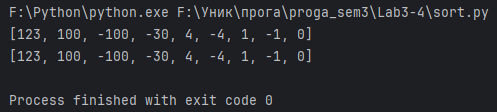 F:\Python\python.exe F:\Уник\прога\proga_sem3\Lab3-4\sort.py
[123, 100, -100, -30, 4, -4, 1, -1, 0]
[123, 100, -100, -30, 4, -4, 1, -1, 0]
Process finished with exit code 0